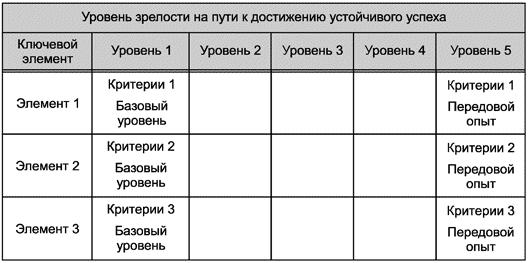 Уровень зрелости на пути к достижению устойчивого успеха
Ключевой элемент Уровень 1 Уровень 2 Уровень 3 Уровень 4 Уровень 5
Элемент 1 Критерии 1 Базовый уровень Критерии 1 Передовой опыт
Элемент 2 Критерии 2 Базовый уровень Критерии 2 Передовой опыт
Элемент 3 Критерии 3 Базовый уровень Критерии 3 Передовой опыт